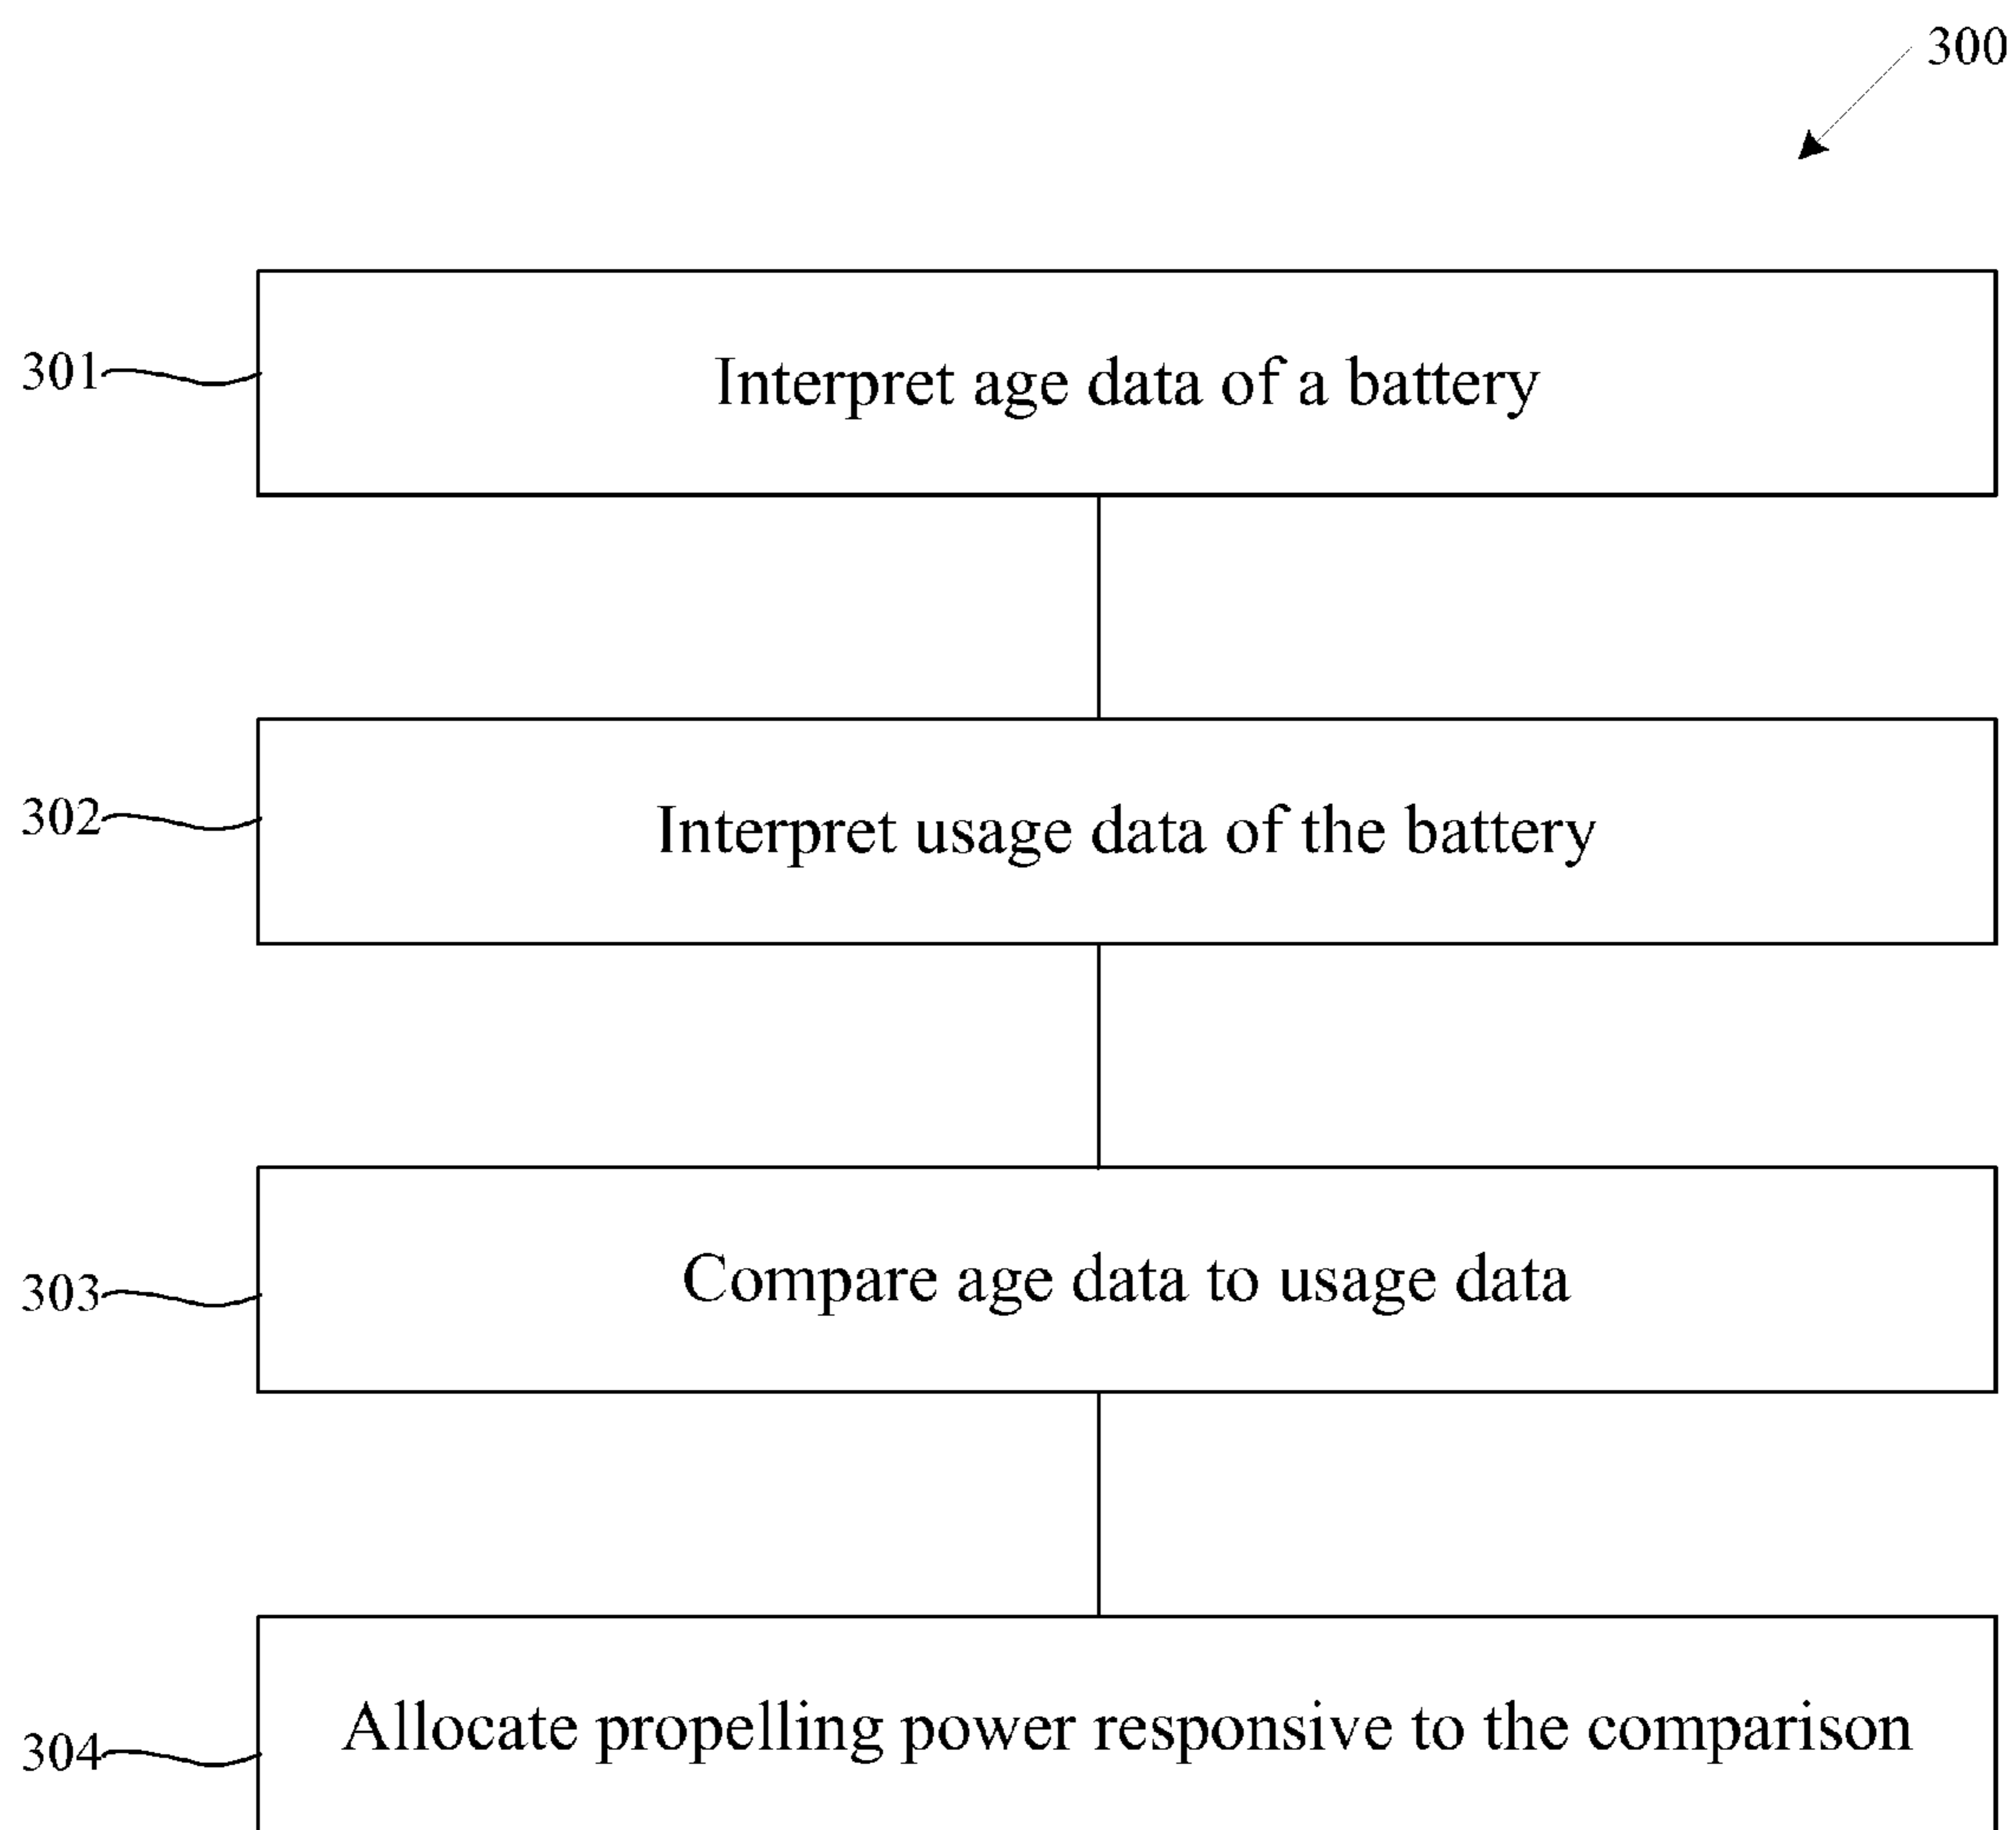 300
301 Interpret age data of a battery
302 Interpret usage data of the battery
303 Compare age data to usage data
304 Allocate propelling power responsive to the comparison